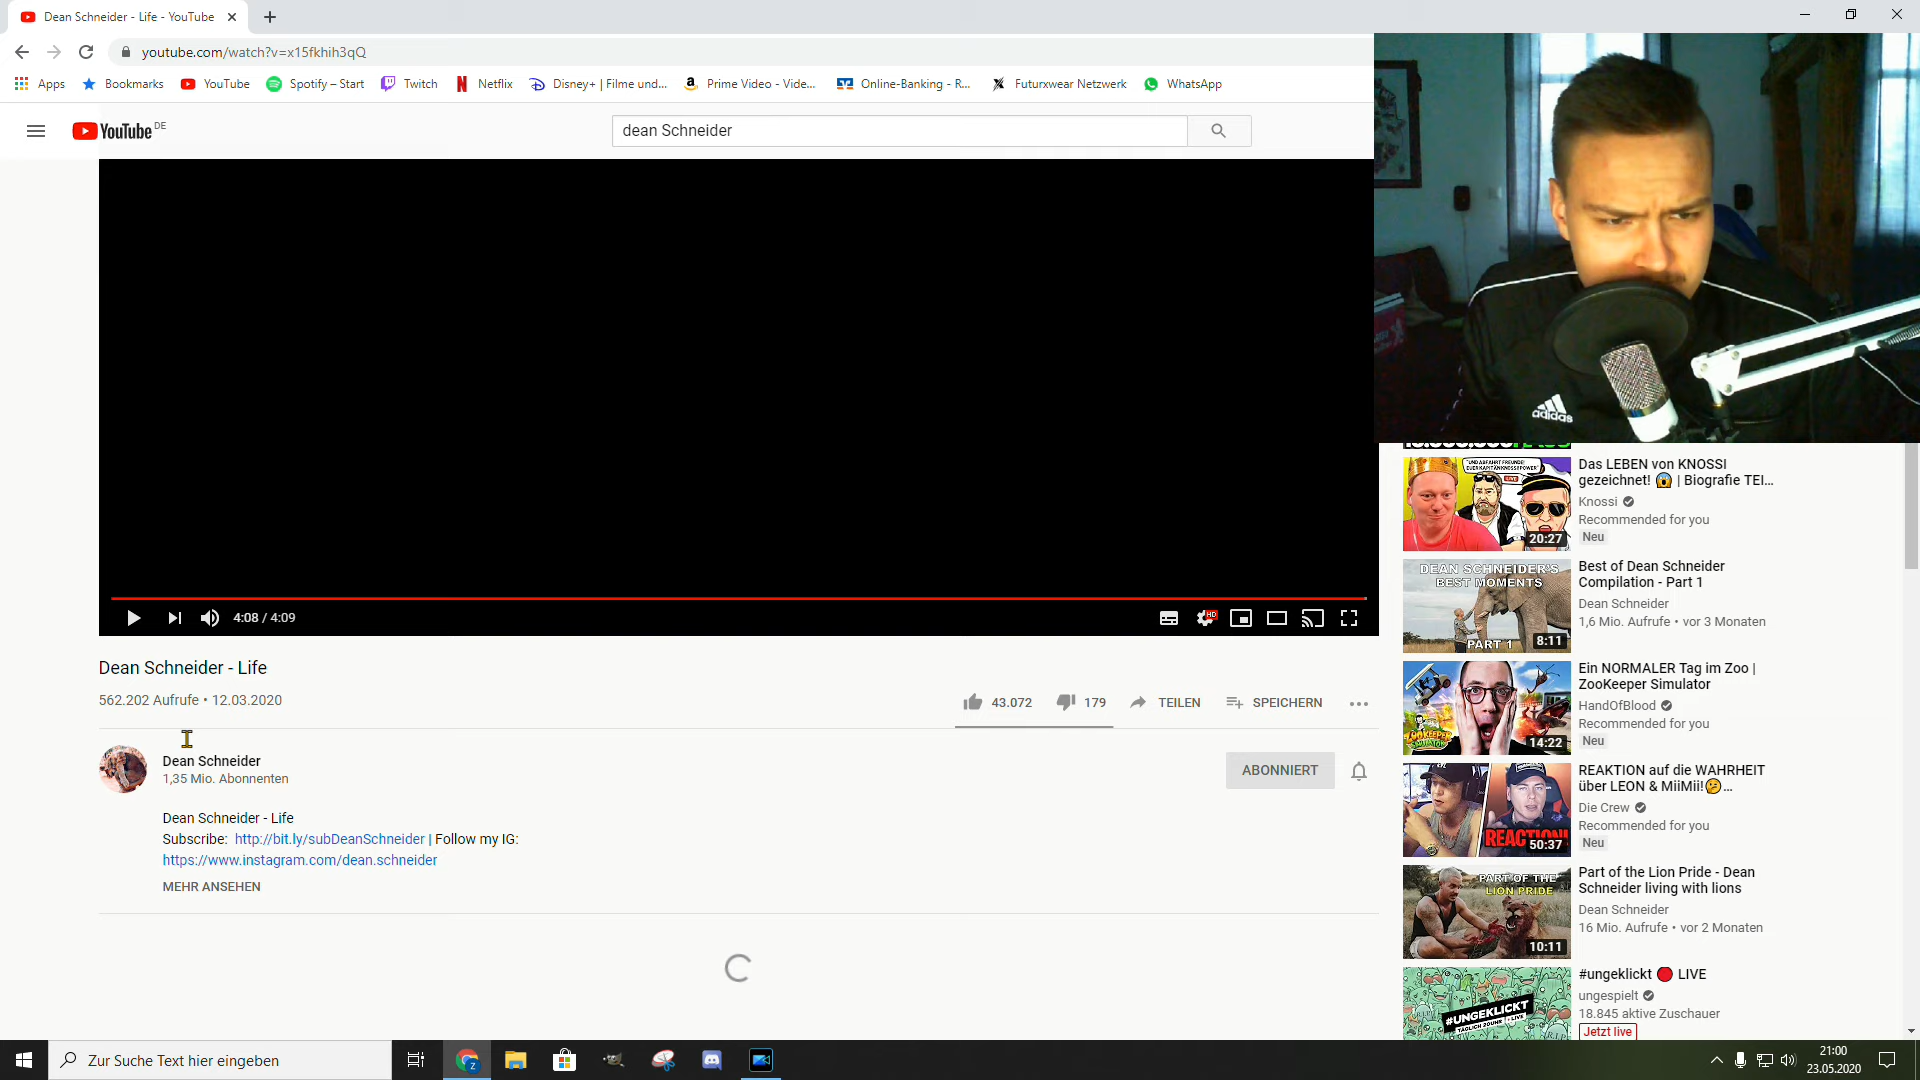 Dean Schneider - Life - YouTube
youtube.com/watch?v=x15fkhih3qQ
Apps
Bookmarks
YouTube
Spotify – Start
Twitch
Netflix
Disney+ | Filme und...
Prime Video - Vide...
Online-Banking - R...
Futurxwear Netzwerk
WhatsApp
YouTube DE
dean Schneider
adidas
4:08 / 4:09
HD
Dean Schneider - Life
562.202 Aufrufe • 12.03.2020
43.072
179
TEILEN
SPEICHERN
Dean Schneider
1,35 Mio. Abonnenten
ABONNIERT
Dean Schneider - Life
Subscribe: http://bit.ly/subDeanSchneider | Follow my IG:
https://www.instagram.com/dean.schneider
MEHR ANSEHEN
LIVE
20:27
Das LEBEN von KNOSSI
gezeichnet! 😱 | Biografie TEI...
Knossi
Recommended for you
Neu
DEAN SCHNEIDER'S
BEST MOMENTS
PART 1
8:11
Best of Dean Schneider
Compilation - Part 1
Dean Schneider
1,6 Mio. Aufrufe • vor 3 Monaten
14:22
Ein NORMALER Tag im Zoo |
ZooKeeper Simulator
HandOfBlood
Recommended for you
Neu
REACTION!
50:37
REAKTION auf die WAHRHEIT
über LEON & MiiMii!🤔...
Die Crew
Recommended for you
Neu
PART OF THE
LION PRIDE
10:11
Part of the Lion Pride - Dean
Schneider living with lions
Dean Schneider
16 Mio. Aufrufe • vor 2 Monaten
#UNGEKLICKT
TÄGLICH 20UHR - LIVE
#ungeklickt 🔴 LIVE
ungespielt
18.845 aktive Zuschauer
Jetzt live
Zur Suche Text hier eingeben
Z
21:00
23.05.2020